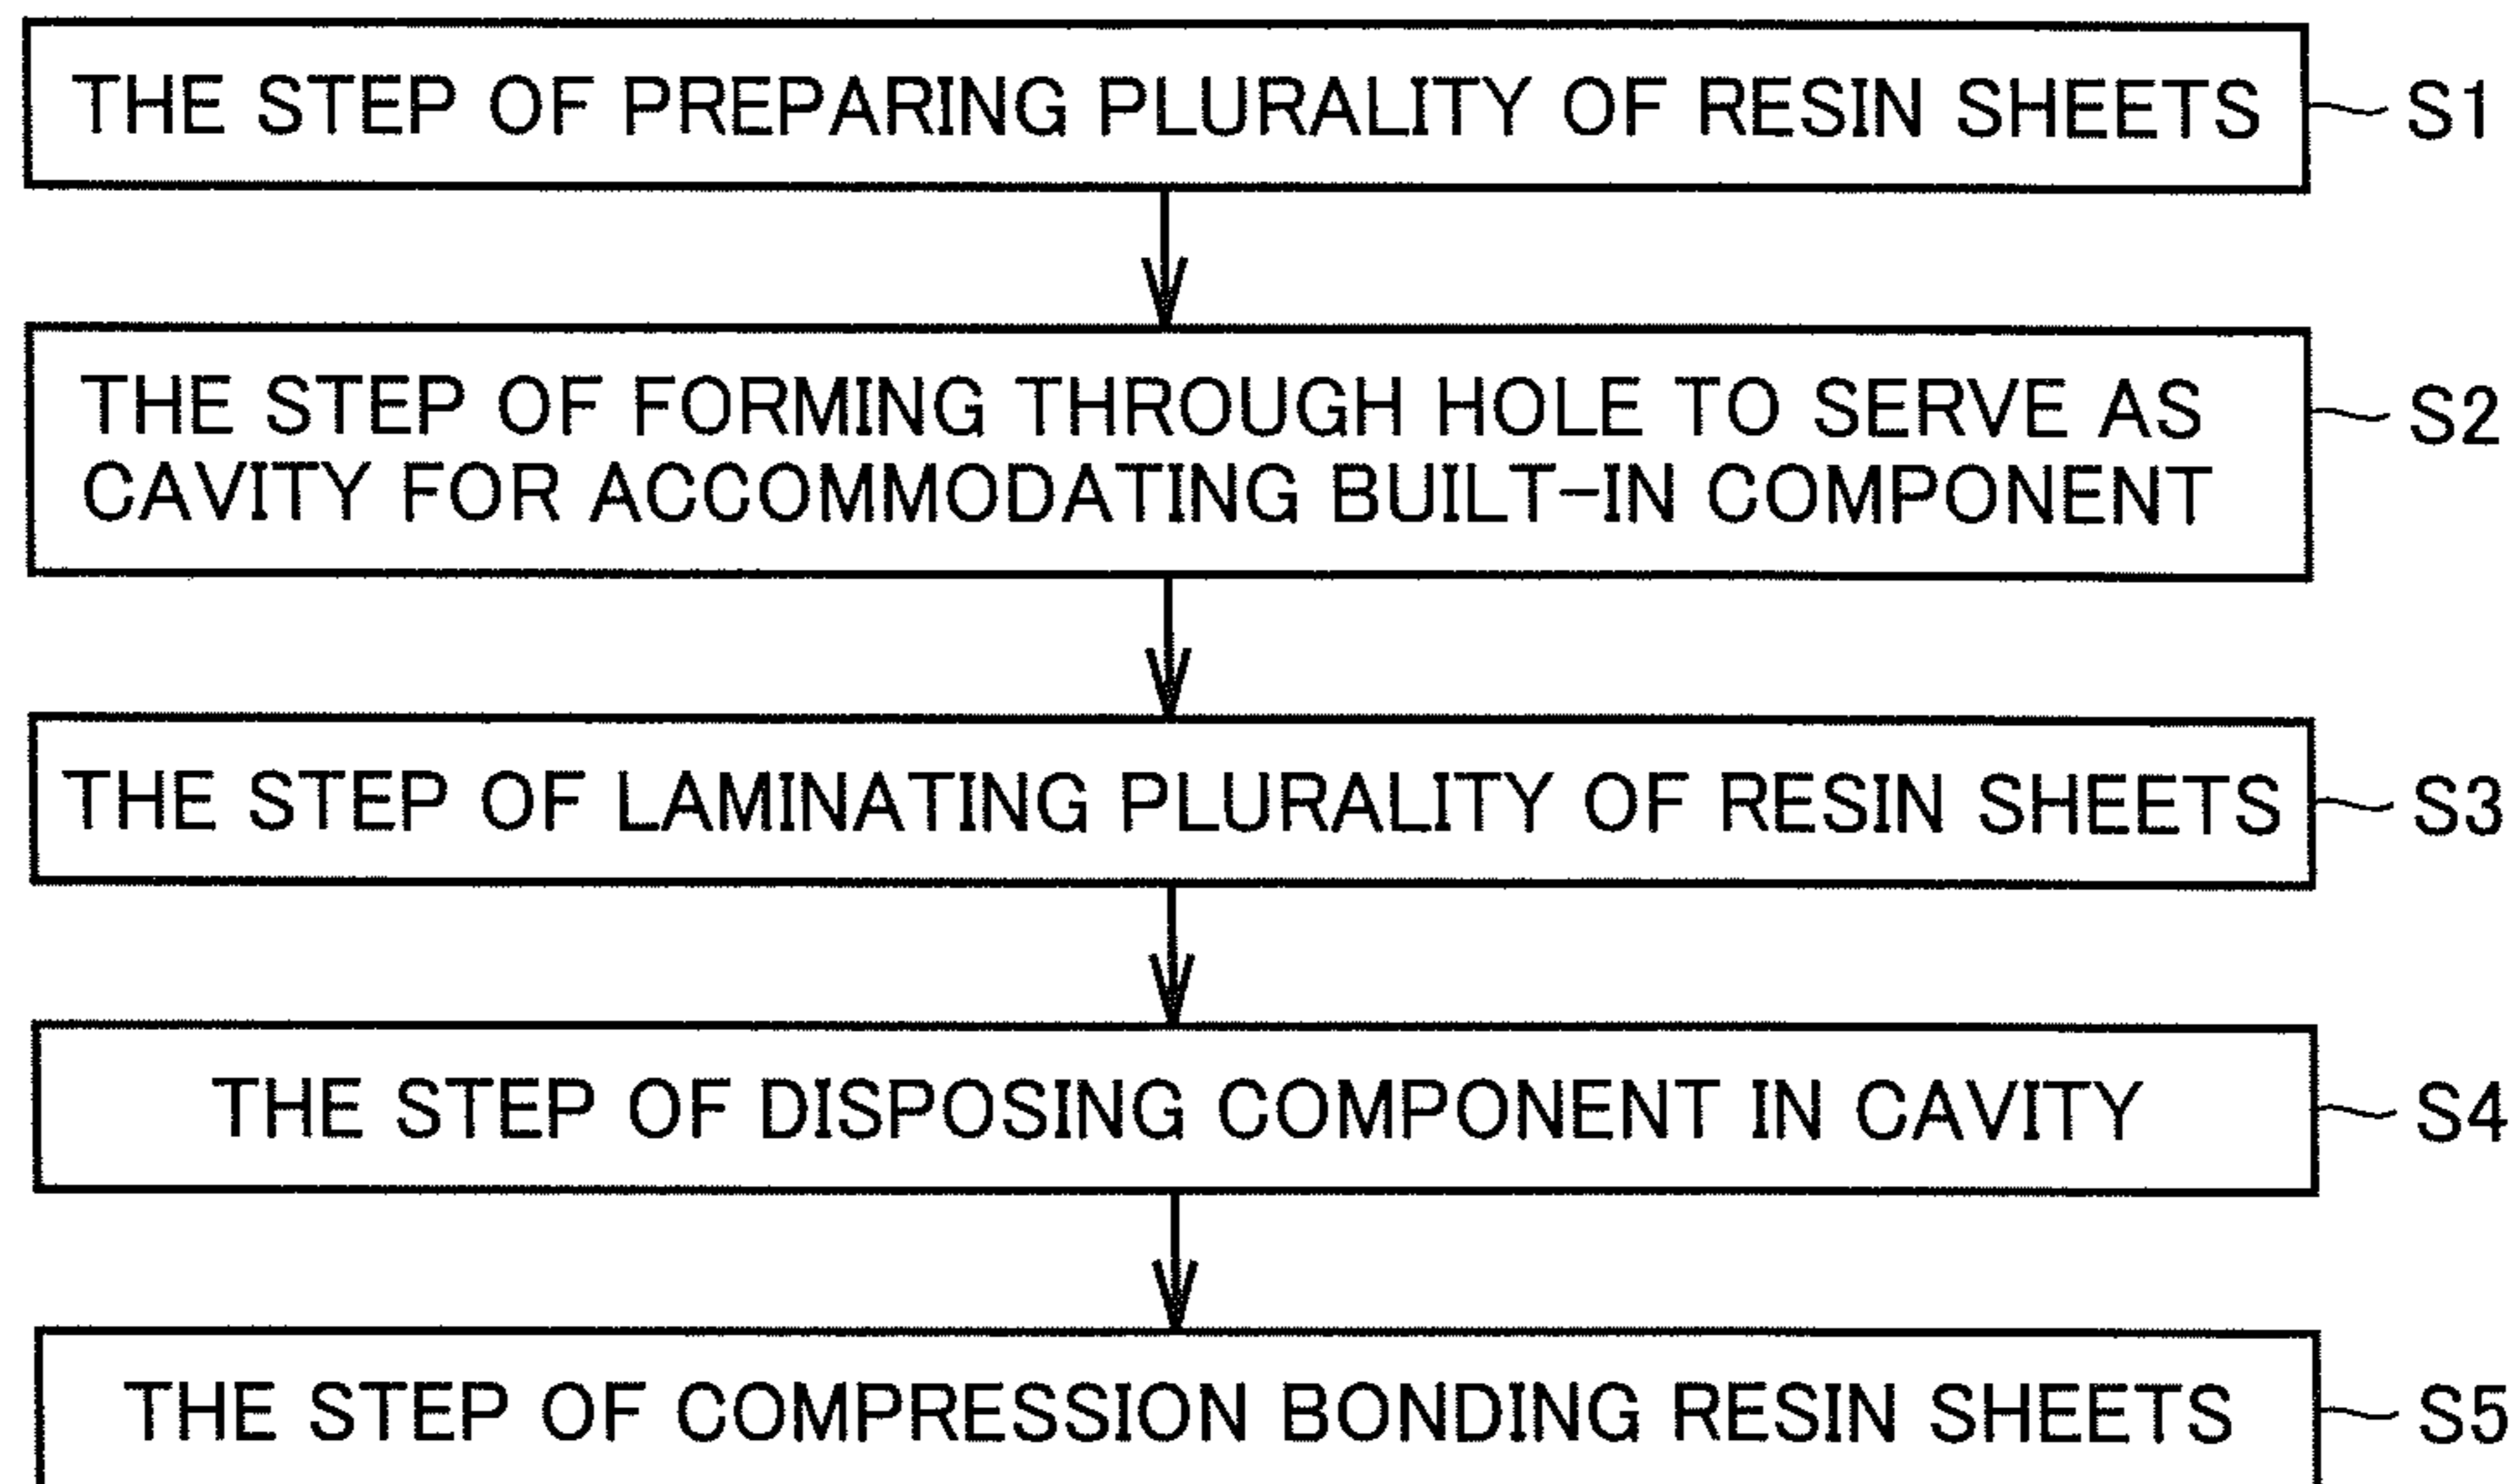 THE STEP OF PREPARING PLURALITY OF RESIN SHEETS S1
THE STEP OF FORMING THROUGH HOLE TO SERVE AS S2
CAVITY FOR ACCOMMODATING BUILT-IN COMPONENT
THE STEP OF LAMINATING PLURALITY OF RESIN SHEETS S3
THE STEP OF DISPOSING COMPONENT IN CAVITY S4
THE STEP OF COMPRESSION BONDING RESIN SHEETS S5